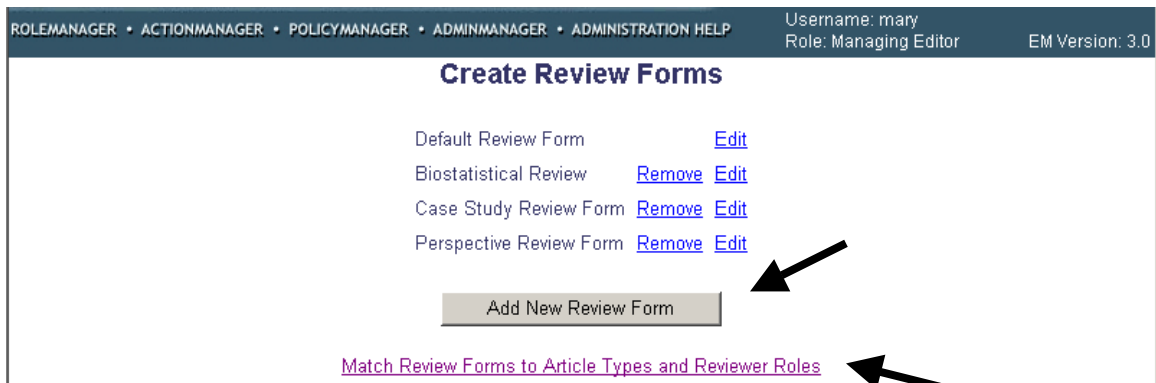 ROLEMANAGER • ACTIONMANAGER • POLICYMANAGER • ADMINMANAGER • ADMINISTRATION HELP
Username: mary
Role: Managing Editor EM Version: 3.0
Create Review Forms
Default Review Form Edit
Biostatistical Review Remove Edit
Case Study Review Form Remove Edit
Perspective Review Form Remove Edit
Add New Review Form
Match Review Forms to Article Types and Reviewer Roles